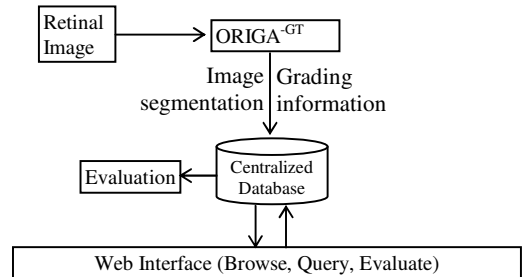 Retinal
Image
ORIGA-GT
Image Grading
segmentation information
Centralized
Database
Evaluation
Web Interface (Browse, Query, Evaluate)